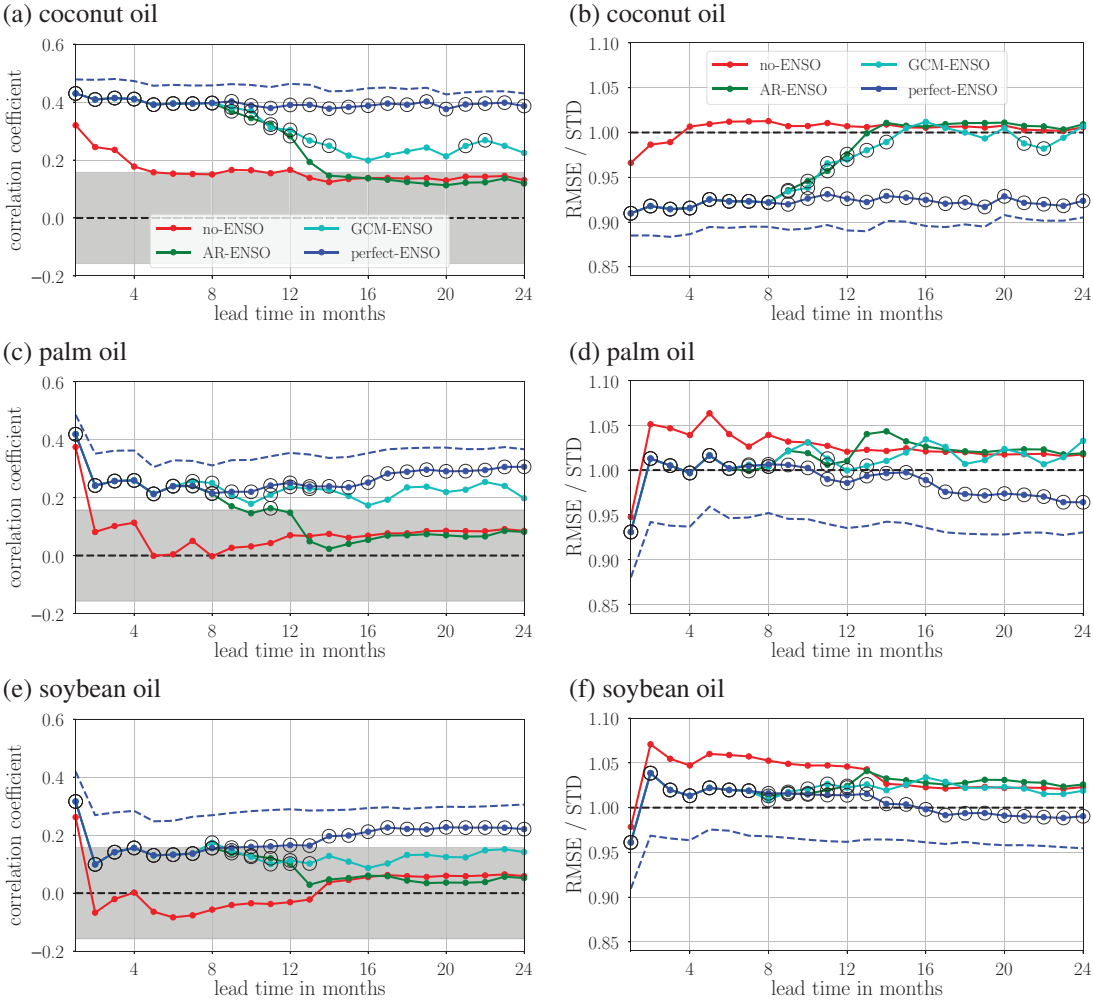 (a) coconut oil
correlation coefficient
0.6
0.4
0.2
0.0
−0.2
no-ENSO
AR-ENSO
GCM-ENSO
perfect-ENSO
4 8 12 16 20 24
lead time in months
(b) coconut oil
RMSE / STD
1.10
1.05
1.00
0.95
0.90
0.85
no-ENSO
AR-ENSO
GCM-ENSO
perfect-ENSO
4 8 12 16 20 24
lead time in months
(c) palm oil
correlation coefficient
0.6
0.4
0.2
0.0
−0.2
4 8 12 16 20 24
lead time in months
(d) palm oil
RMSE / STD
1.10
1.05
1.00
0.95
0.90
0.85
4 8 12 16 20 24
lead time in months
(e) soybean oil
correlation coefficient
0.6
0.4
0.2
0.0
−0.2
4 8 12 16 20 24
lead time in months
(f) soybean oil
RMSE / STD
1.10
1.05
1.00
0.95
0.90
0.85
4 8 12 16 20 24
lead time in months